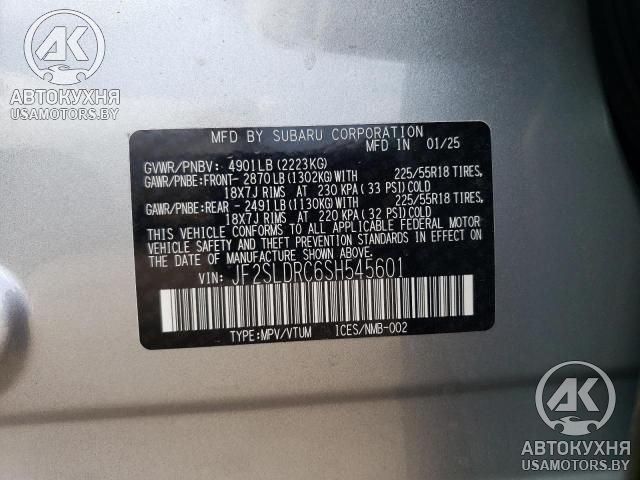 AK
АВТОКУХНЯ
USAMOTORS.BY
MFD BY SUBARU CORPORATION
MFD IN 01/25
GVWR/PNBV: 4901LB(2223KG)
GAWR/PNBE:FRONT- 2870LB(1302KG)WITH 225/55R18 TIRES,
18X7J RIMS AT 230 KPA(33 PSI)COLD
GAWR/PNBE:REAR - 2491LB(1130KG)WITH 225/55R18 TIRES,
18X7J RIMS AT 220 KPA(32 PSI)COLD
THIS VEHICLE CONFORMS TO ALL APPLICABLE FEDERAL MOTOR
VEHICLE SAFETY AND THEFT PREVENTION STANDARDS IN EFFECT ON
THE DATE OF MANUFACTURE SHOWN ABOVE.
VIN: JF2SLDRC6SH545601
TYPE:MPV/VTUM ICES/NMB-002
AK
АВТОКУХНЯ
USAMOTORS.BY